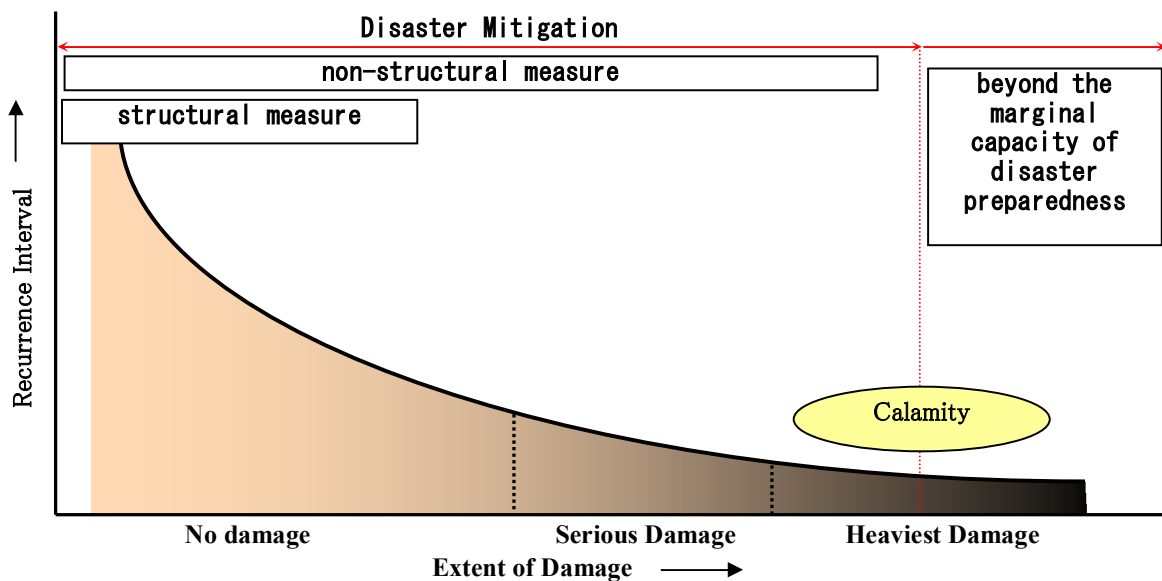 Disaster Mitigation
non-structural measure
structural measure
beyond the
marginal
capacity of
disaster
preparedness
Recurrence Interval
Calamity
No damage
Serious Damage
Heaviest Damage
Extent of Damage